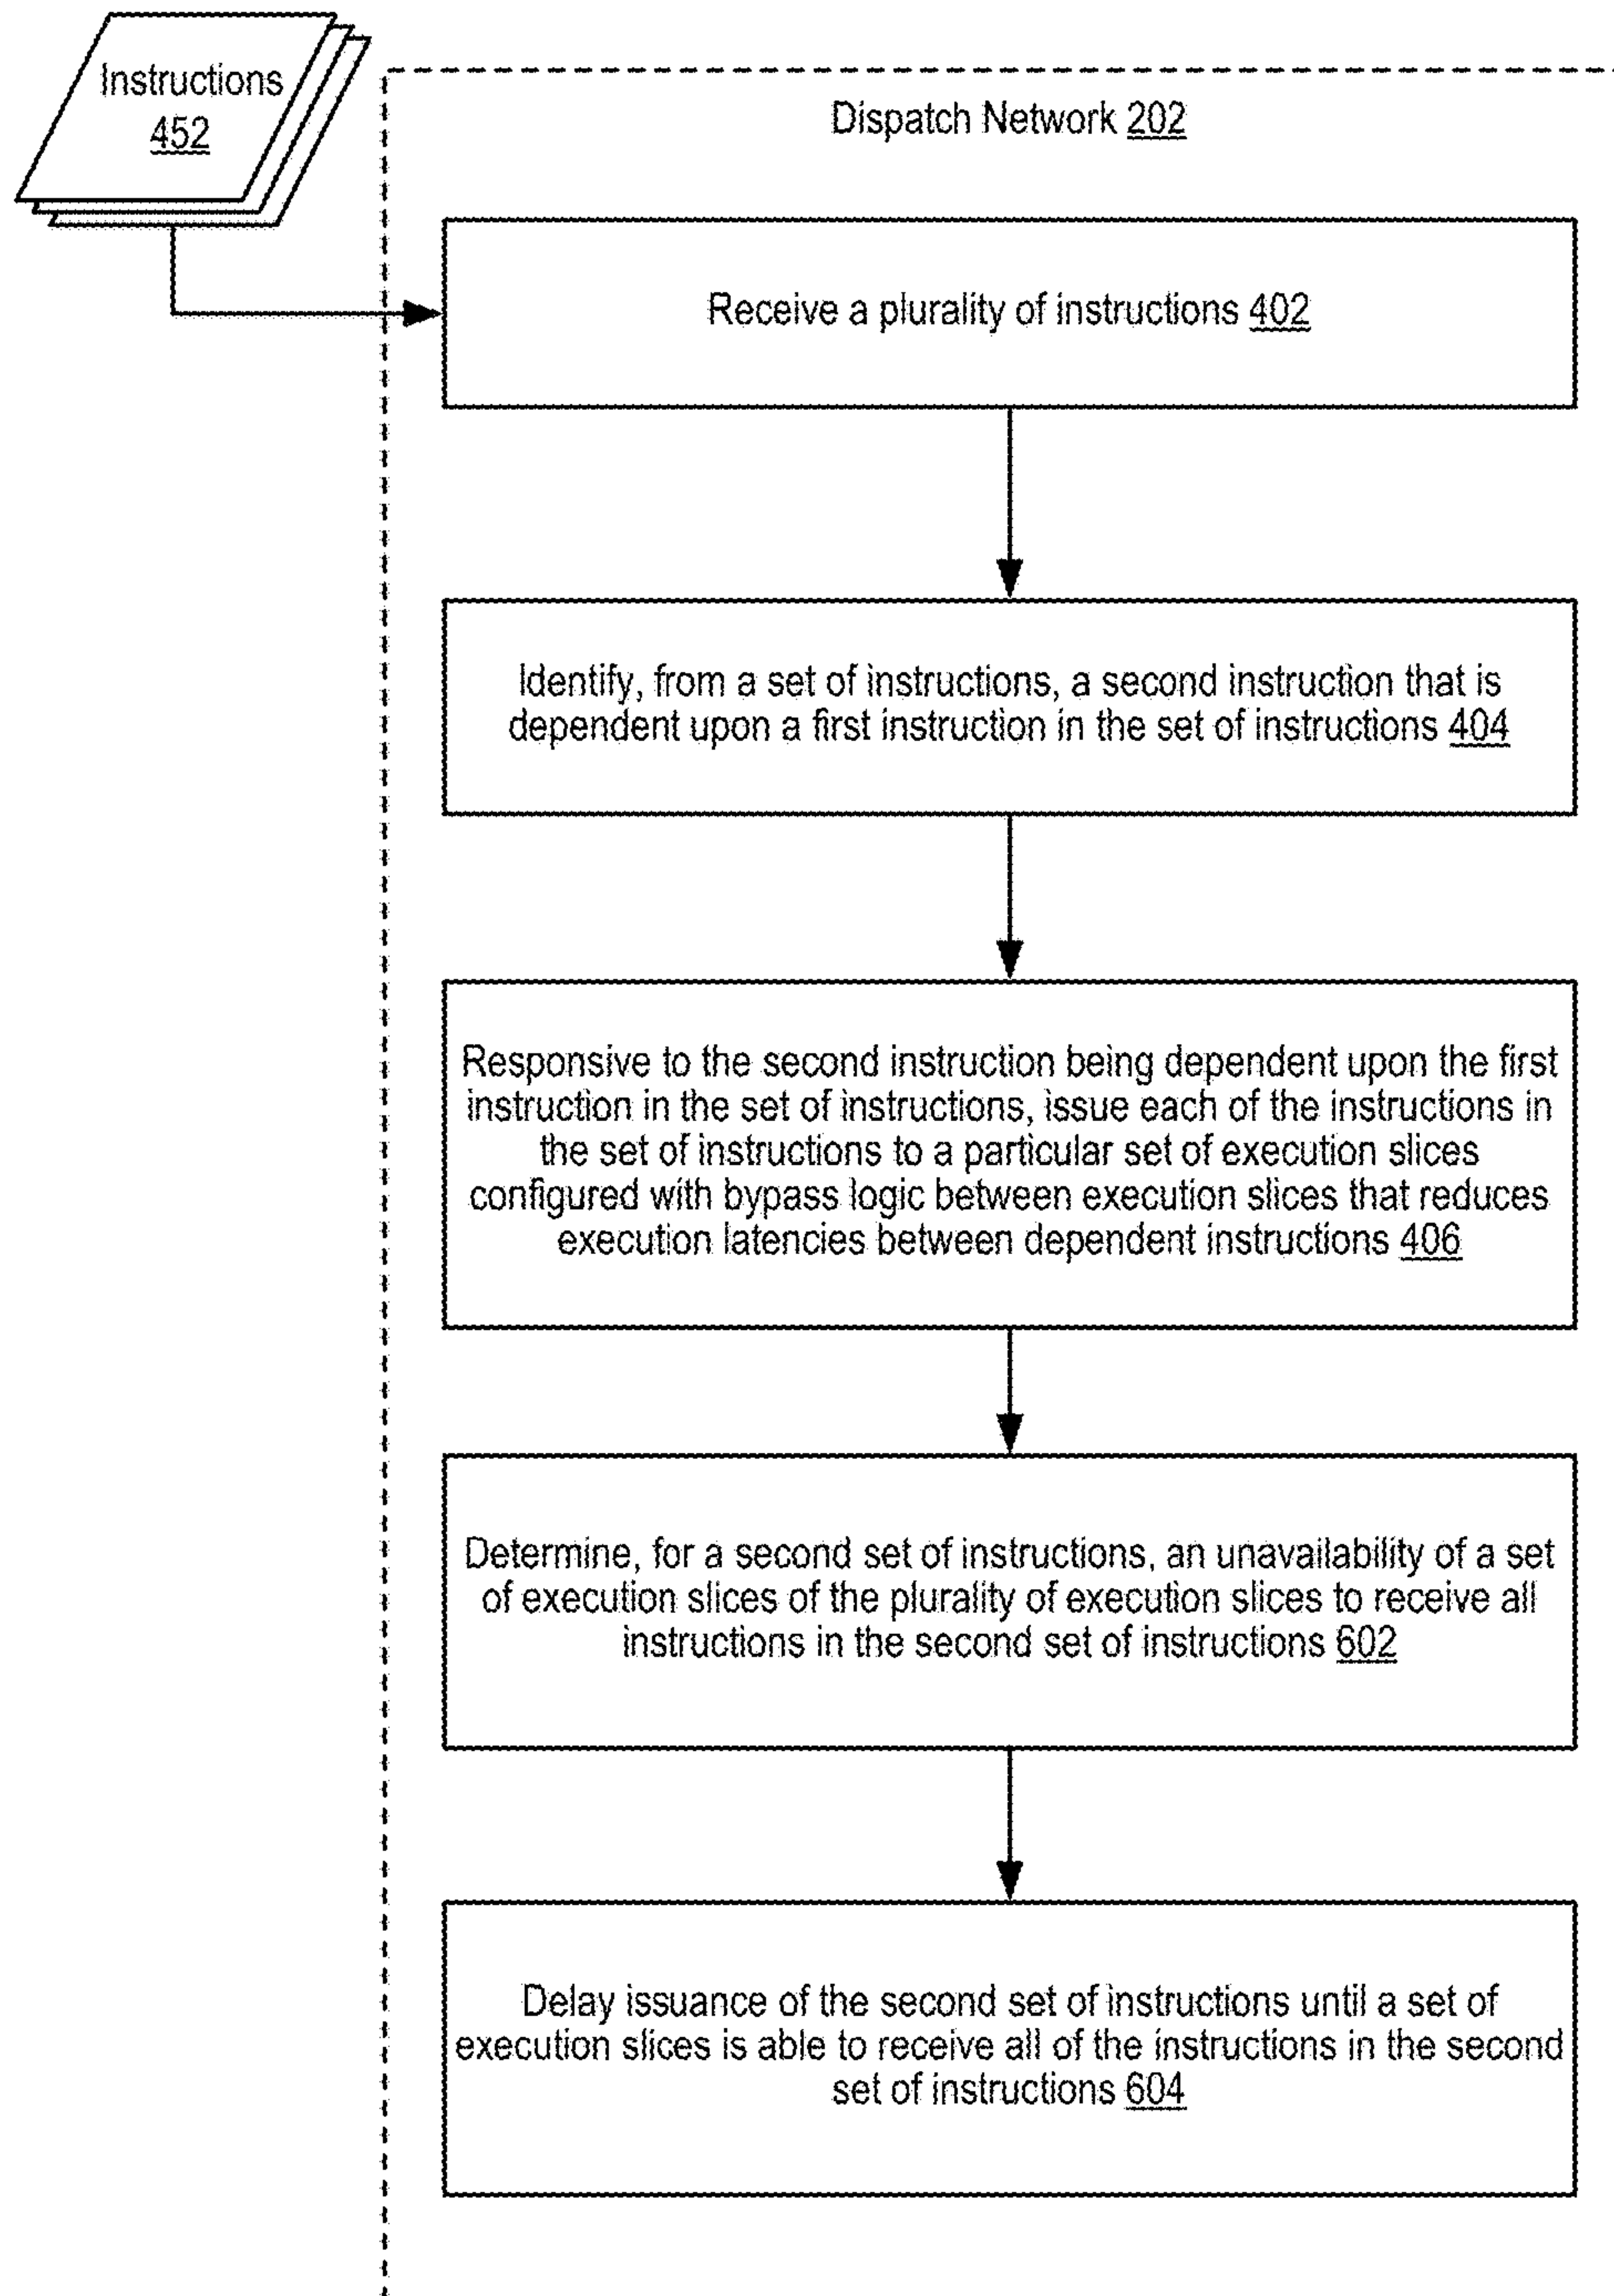 Instructions
452
Dispatch Network 202
Receive a plurality of instructions 402
Identify, from a set of instructions, a second instruction that is
dependent upon a first instruction in the set of instructions 404
Responsive to the second instruction being dependent upon the first
instruction in the set of instructions, issue each of the instructions in
the set of instructions to a particular set of execution slices
configured with bypass logic between execution slices that reduces
execution latencies between dependent instructions 406
Determine, for a second set of instructions, an unavailability of a set
of execution slices of the plurality of execution slices to receive all
instructions in the second set of instructions 602
Delay issuance of the second set of instructions until a set of
execution slices is able to receive all of the instructions in the second
set of instructions 604